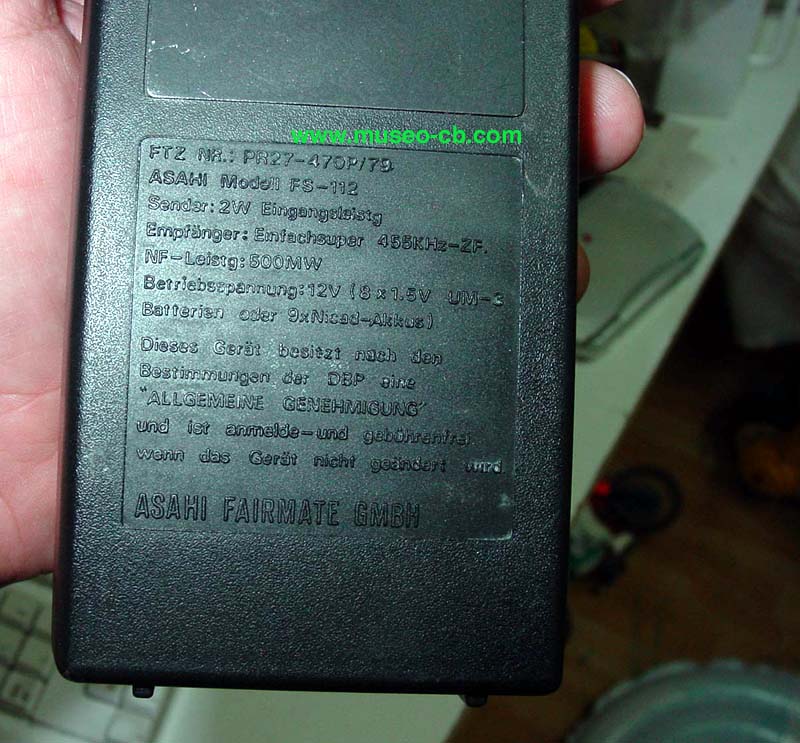 www.museo-cb.com
FTZ NR.: PR27-470P/79
ASAHI Modell FS-112
Sender: 2W Eingangsleistg
Empfänger: Einfachsuper 455KHz-ZF.
NF-Leistg: 500MW
Betriebsspannung: 12V (8x1.5V UM-3
Batterien oder 9xNicad-Akkus)
Dieses Gerät besitzt nach den
Bestimmungen der DBP eine
"ALLGEMEINE GENEHMIGUNG"
und ist anmelde-und gebührenfrei
wenn das Gerät nicht geändert wird
ASAHI FAIRMATE GMBH